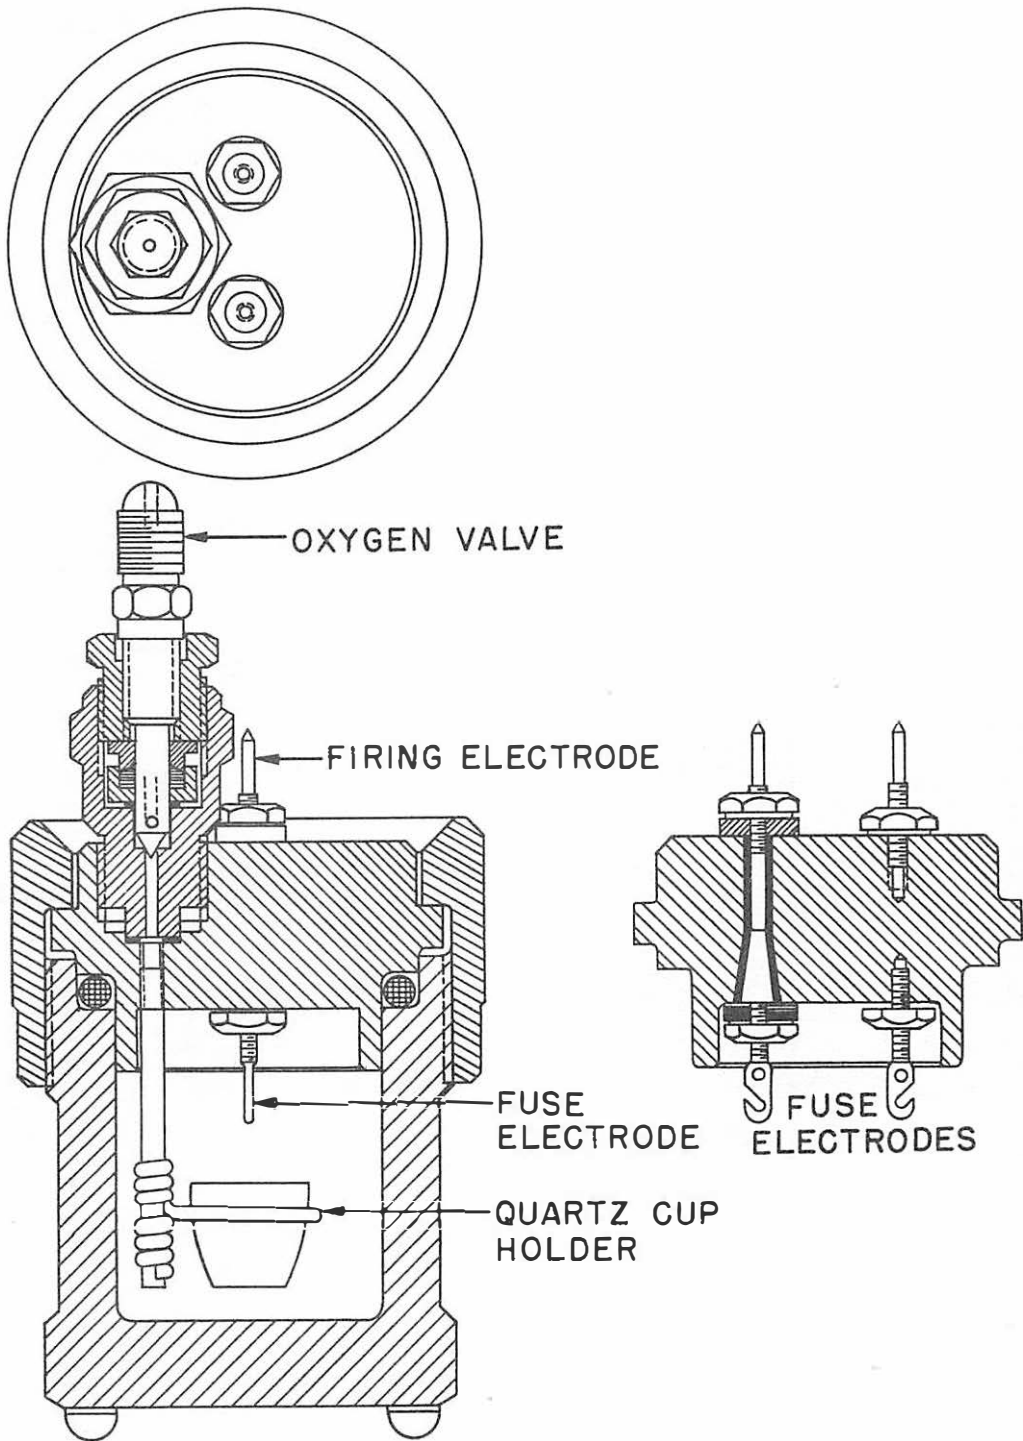 OXYGEN VALVE
FIRING ELECTRODE
FUSE
ELECTRODE
FUSE
ELECTRODES
QUARTZ CUP
HOLDER